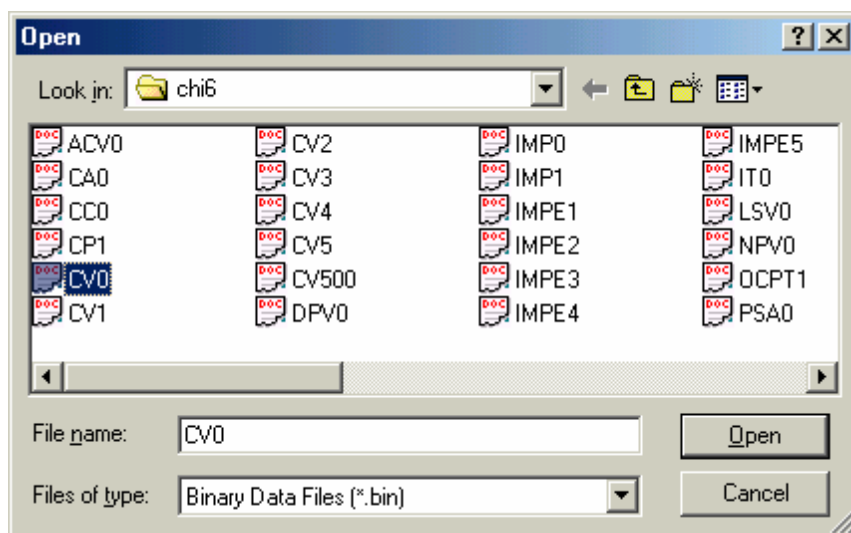 Open
Look in: chi6
ACV0 CV2 IMP0 IMPE5
CA0 CV3 IMP1 IT0
CC0 CV4 IMPE1 LSV0
CP1 CV5 IMPE2 NPV0
CV0 CV500 IMPE3 OCPT1
CV1 DPV0 IMPE4 PSA0
File name: CV0 Open
Files of type: Binary Data Files (*.bin) Cancel